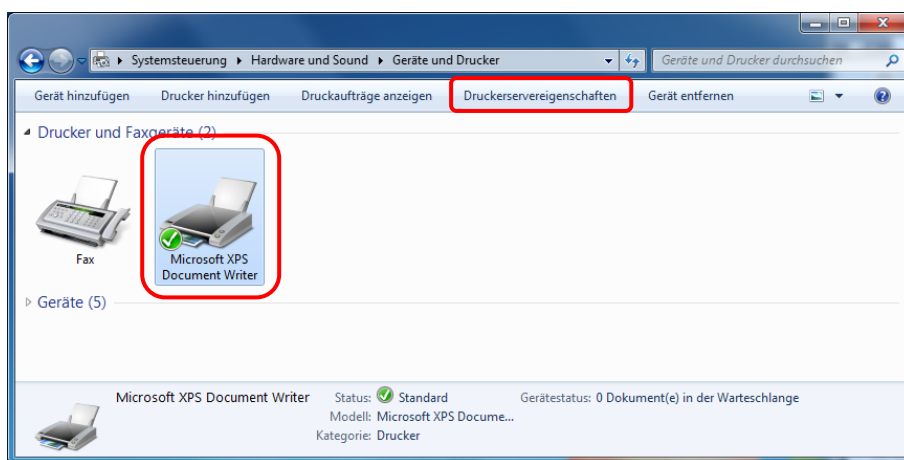 Systemsteuerung ▸ Hardware und Sound ▸ Geräte und Drucker
Geräte und Drucker durchsuchen
Gerät hinzufügen Drucker hinzufügen Druckaufträge anzeigen Druckerservereigenschaften Gerät entfernen
Drucker und Faxgeräte (2)
Fax
Microsoft XPS
Document Writer
Geräte (5)
Microsoft XPS Document Writer Status: Standard Gerätestatus: 0 Dokument(e) in der Warteschlange
Modell: Microsoft XPS Docume...
Kategorie: Drucker